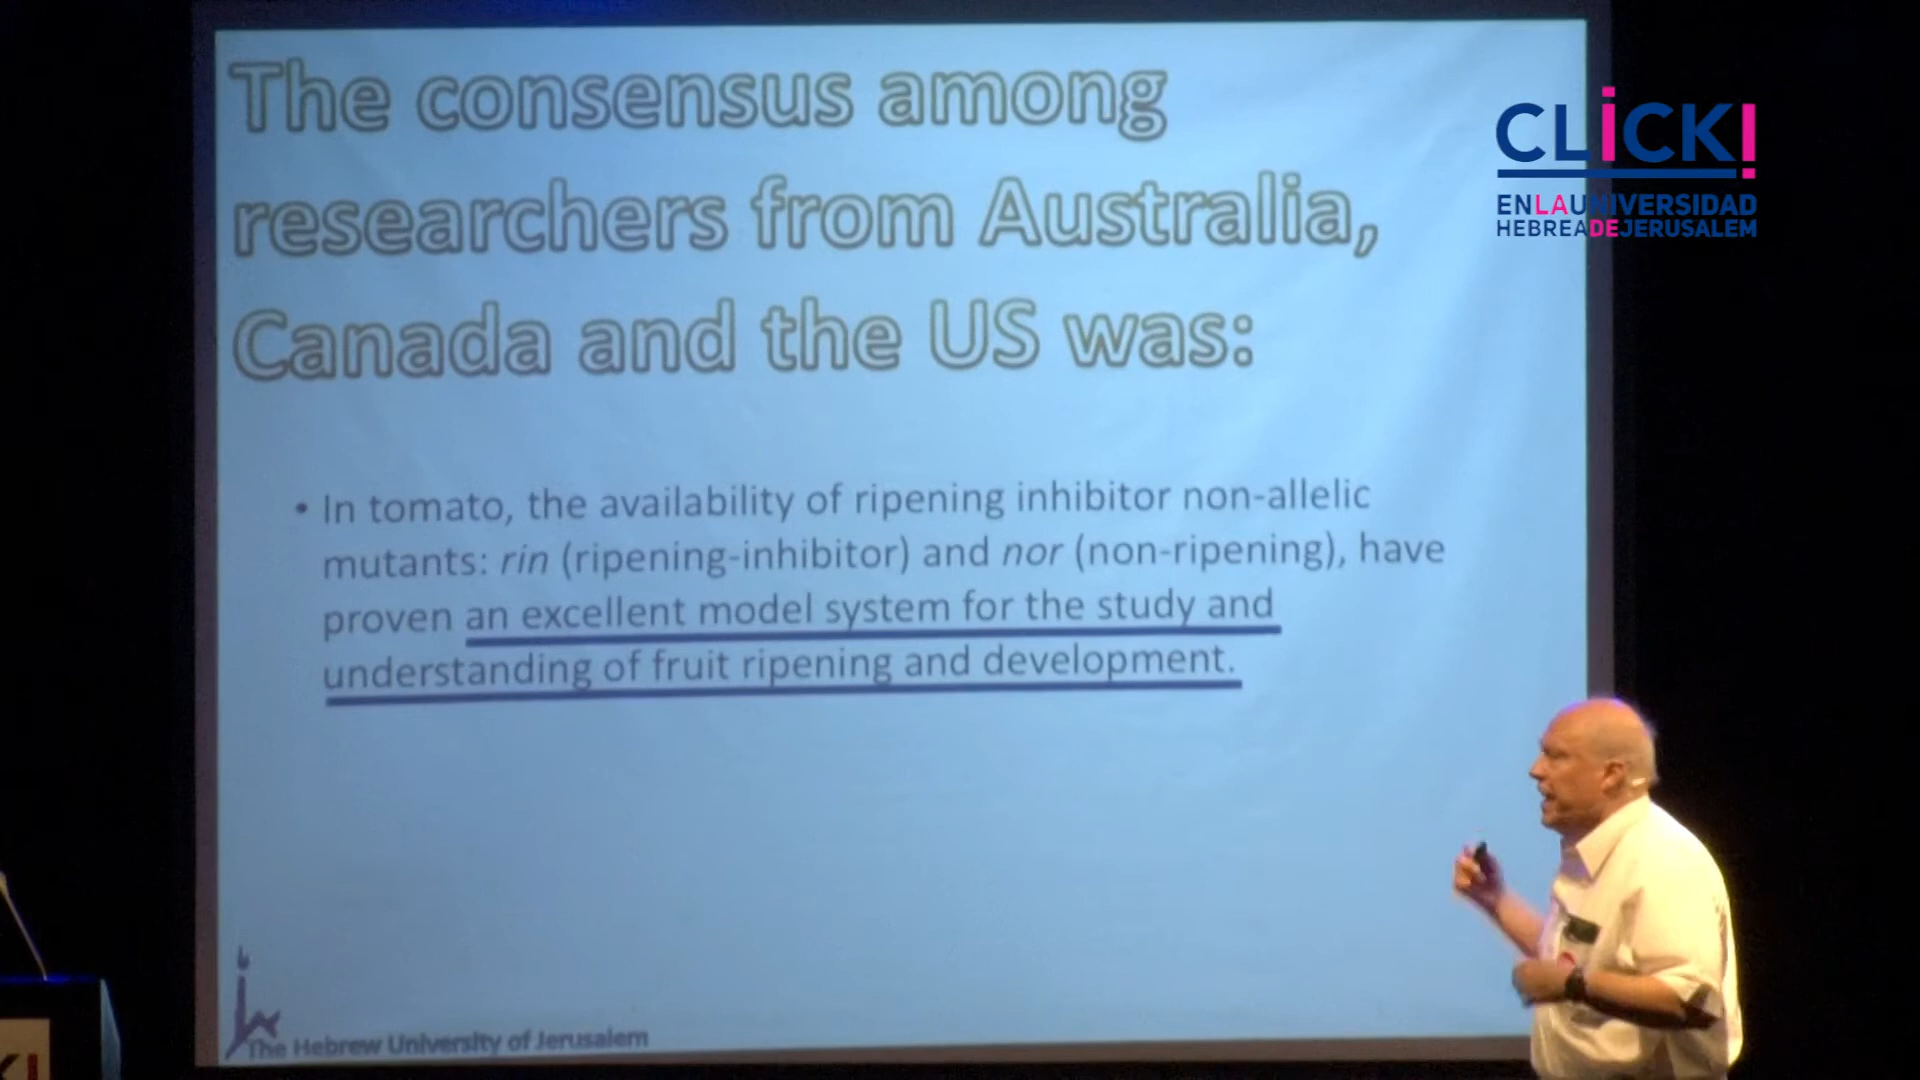 The consensus among
researchers from Australia,
Canada and the US was:
• In tomato, the availability of ripening inhibitor non-allelic
mutants: rin (ripening-inhibitor) and nor (non-ripening), have
proven an excellent model system for the study and
understanding of fruit ripening and development.
The Hebrew University of Jerusalem
CLiCK!
ENLAUNIVERSIDAD
HEBREADEJERUSALEM
K!